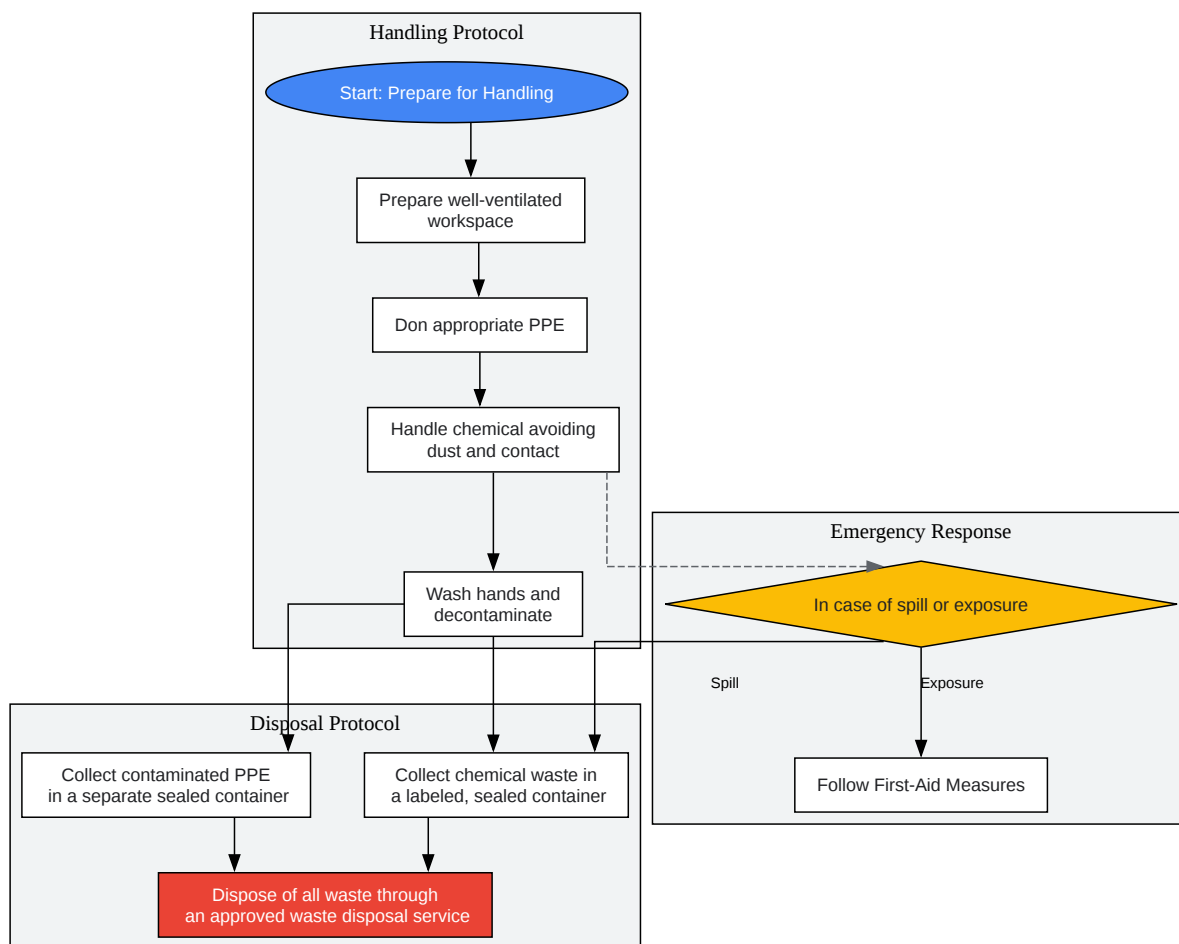 Handling Protocol
Start: Prepare for Handling
Prepare well-ventilated
workspace
Don appropriate PPE
Handle chemical avoiding
dust and contact
Wash hands and
decontaminate
Emergency Response
In case of spill or exposure
Spill
Exposure
Follow First-Aid Measures
Disposal Protocol
Collect contaminated PPE
in a separate sealed container
Collect chemical waste in
a labeled, sealed container
Dispose of all waste through
an approved waste disposal service